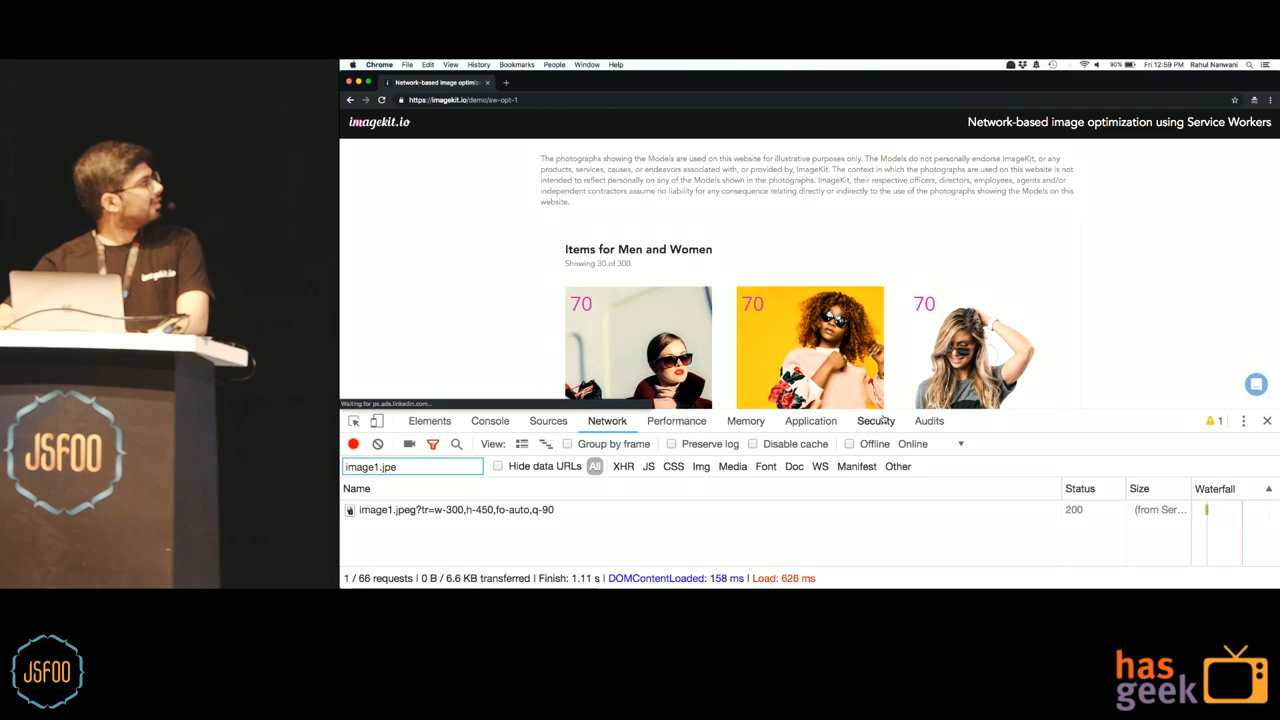 Chrome File Edit View History Bookmarks People Window Help 90% Fri 12:59 PM Rahul Nanwani
Network-based image optimiz
https://imagekit.io/demo/sw-opt-1
imagekit.io
Network-based image optimization using Service Workers
The photographs showing the Models are used on this website for illustrative purposes only. The Models do not personally endorse ImageKit, or any
products, services, causes, or endeavors associated with, or provided by, ImageKit. The context in which the photographs are used on this website is not
intended to reflect personally on any of the Models shown in the photographs. ImageKit, their respective officers, directors, employees, agents and/or
independent contractors assume no liability for any consequence relating directly or indirectly to the use of the photographs showing the Models on this
website.
Items for Men and Women
Showing 30 of 300
70 70 70
Waiting for px.ads.linkedin.com...
Elements Console Sources Network Performance Memory Application Security Audits 1
View: Group by frame Preserve log Disable cache Offline Online
image1.jpe Hide data URLs All XHR JS CSS Img Media Font Doc WS Manifest Other
Name Status Size Waterfall
image1.jpeg?tr=w-300,h-450,fo-auto,q-90 200 (from Ser...
1 / 66 requests | 0 B / 6.6 KB transferred | Finish: 1.11 s | DOMContentLoaded: 158 ms | Load: 626 ms
imagekit.io
JSFOO
JSFOO
has
geek